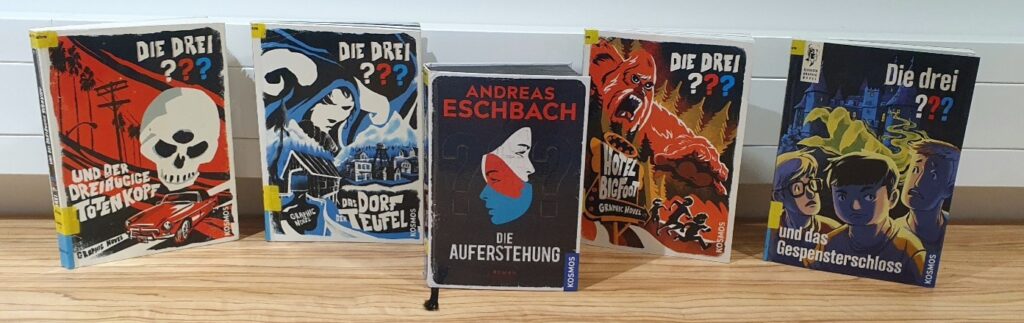 DIE DREI
???
UND DER
DREIÄUGIGE
TOTENKOPF
GRAPHIC NOVEL
KOSMOS
DIE DREI
???
GRAPHIC
NOVEL
DAS DORF
DER
TEUFEL
KOSMOS
ANDREAS
ESCHBACH
???
DIE
AUFERSTEHUNG
ROMAN
KOSMOS
DIE DREI
???
HOTEL
BIGFOOT
GRAPHIC NOVEL
KOSMOS
Die drei
???
und das
Gespensterschloss
KOSMOS